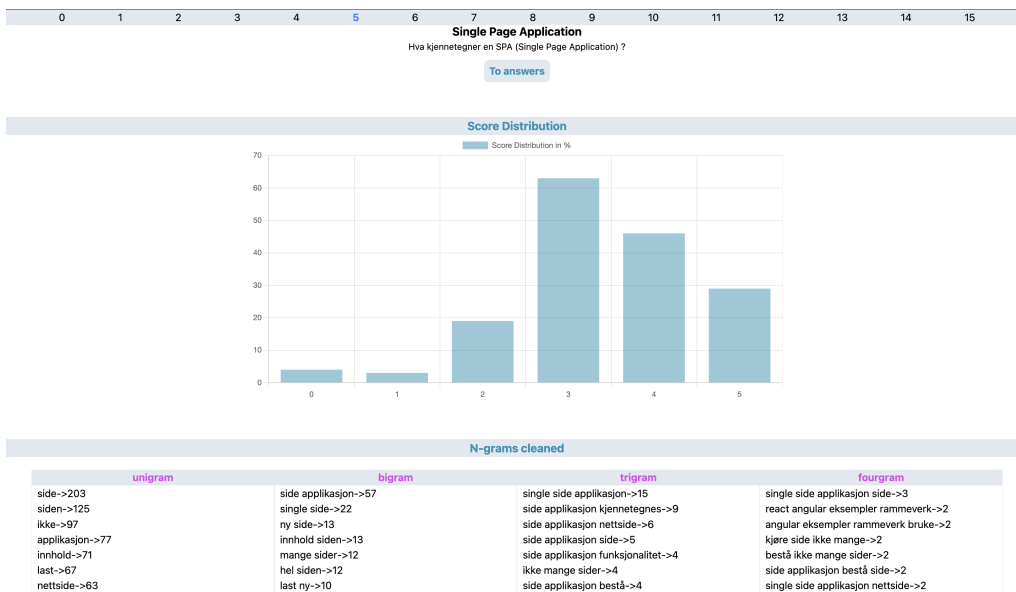 0 1 2 3 4 5 6 7 8 9 10 11 12 13 14 15
Single Page Application
Hva kjennetegner en SPA (Single Page Application) ?
To answers
Score Distribution
Score Distribution in %
70
60
50
40
30
20
10
0
0 1 2 3 4 5
N-grams cleaned
unigram bigram trigram fourgram
side->203 side applikasjon->57 single side applikasjon->15 single side applikasjon side->3
siden->125 single side->22 side applikasjon kjennetegnes->9 react angular eksempler rammeverk->2
ikke->97 ny side->13 side applikasjon nettside->6 angular eksempler rammeverk bruke->2
applikasjon->77 innhold siden->13 side applikasjon side->5 kjøre side ikke mange->2
innhold->71 mange sider->12 side applikasjon funksjonalitet->4 bestå ikke mange sider->2
last->67 hel siden->12 ikke mange sider->4 side applikasjon bestå side->2
nettside->63 last ny->10 side applikasjon bestå->4 single side applikasjon nettside->2